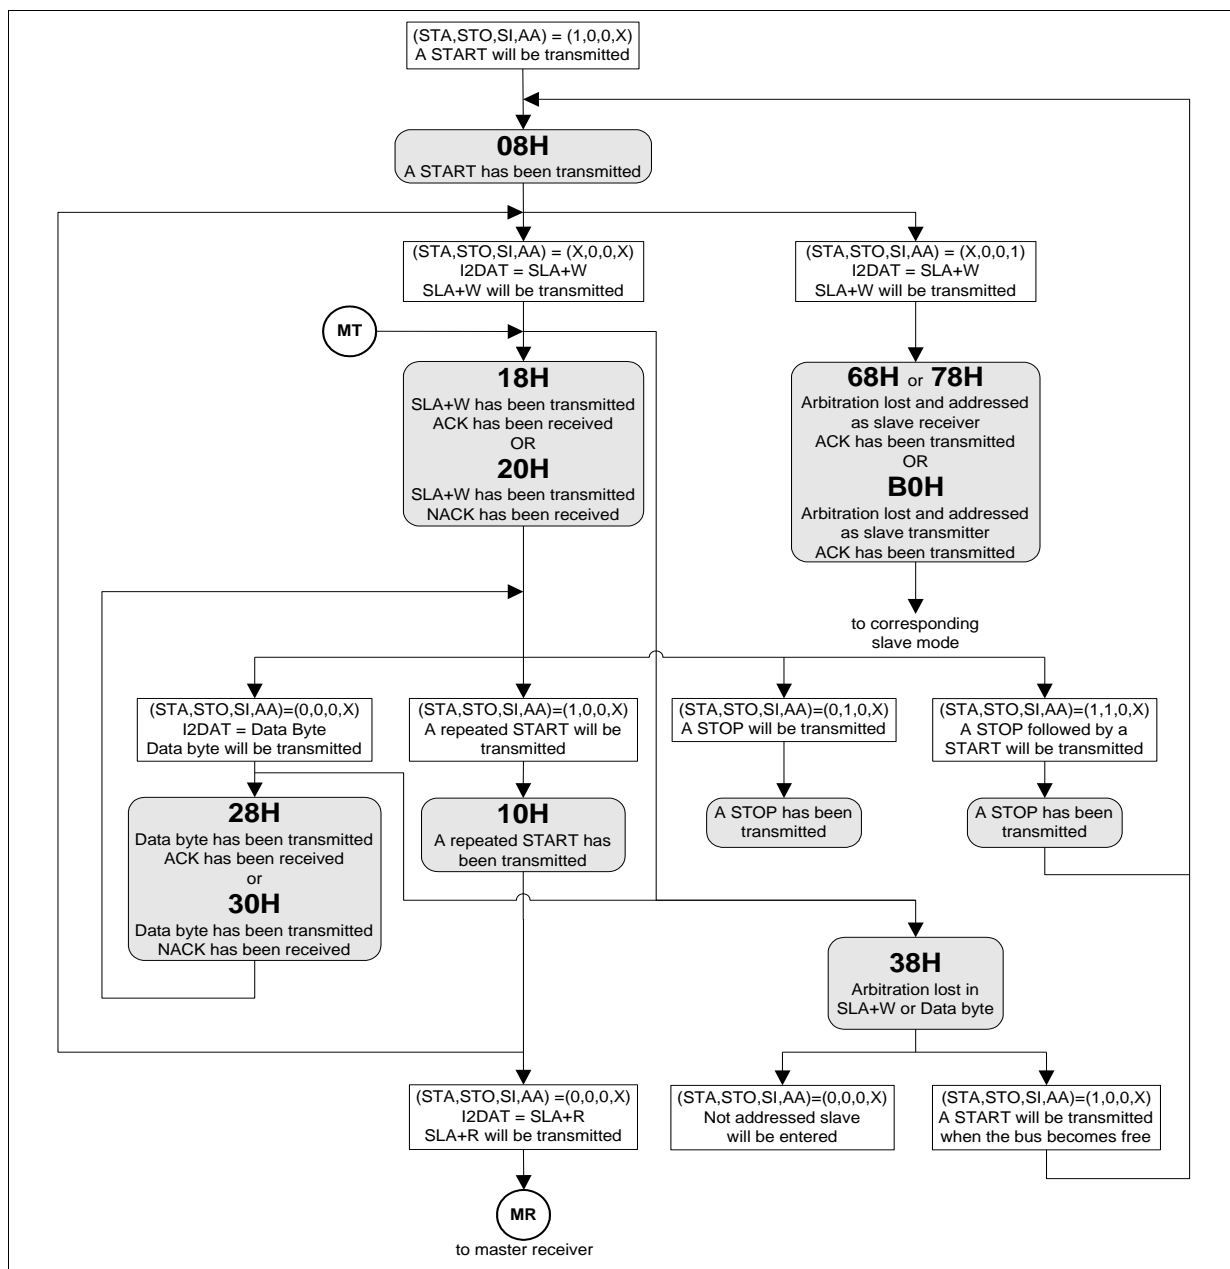 (STA,STO,SI,AA) = (1,0,0,X)
A START will be transmitted
08H
A START has been transmitted
(STA,STO,SI,AA) = (X,0,0,X)
I2DAT = SLA+W
SLA+W will be transmitted
(STA,STO,SI,AA) = (X,0,0,1)
I2DAT = SLA+W
SLA+W will be transmitted
MT
18H
SLA+W has been transmitted
ACK has been received
OR
20H
SLA+W has been transmitted
NACK has been received
68H or 78H
Arbitration lost and addressed
as slave receiver
ACK has been transmitted
OR
B0H
Arbitration lost and addressed
as slave transmitter
ACK has been transmitted
to corresponding
slave mode
(STA,STO,SI,AA)=(0,0,0,X)
I2DAT = Data Byte
Data byte will be transmitted
(STA,STO,SI,AA)=(1,0,0,X)
A repeated START will be
transmitted
(STA,STO,SI,AA)=(0,1,0,X)
A STOP will be transmitted
(STA,STO,SI,AA)=(1,1,0,X)
A STOP followed by a
START will be transmitted
28H
Data byte has been transmitted
ACK has been received
or
30H
Data byte has been transmitted
NACK has been received
10H
A repeated START has
been transmitted
A STOP has been
transmitted
A STOP has been
transmitted
38H
Arbitration lost in
SLA+W or Data byte
(STA,STO,SI,AA) =(0,0,0,X)
I2DAT = SLA+R
SLA+R will be transmitted
(STA,STO,SI,AA)=(0,0,0,X)
Not addressed slave
will be entered
(STA,STO,SI,AA)=(1,0,0,X)
A START will be transmitted
when the bus becomes free
MR
to master receiver